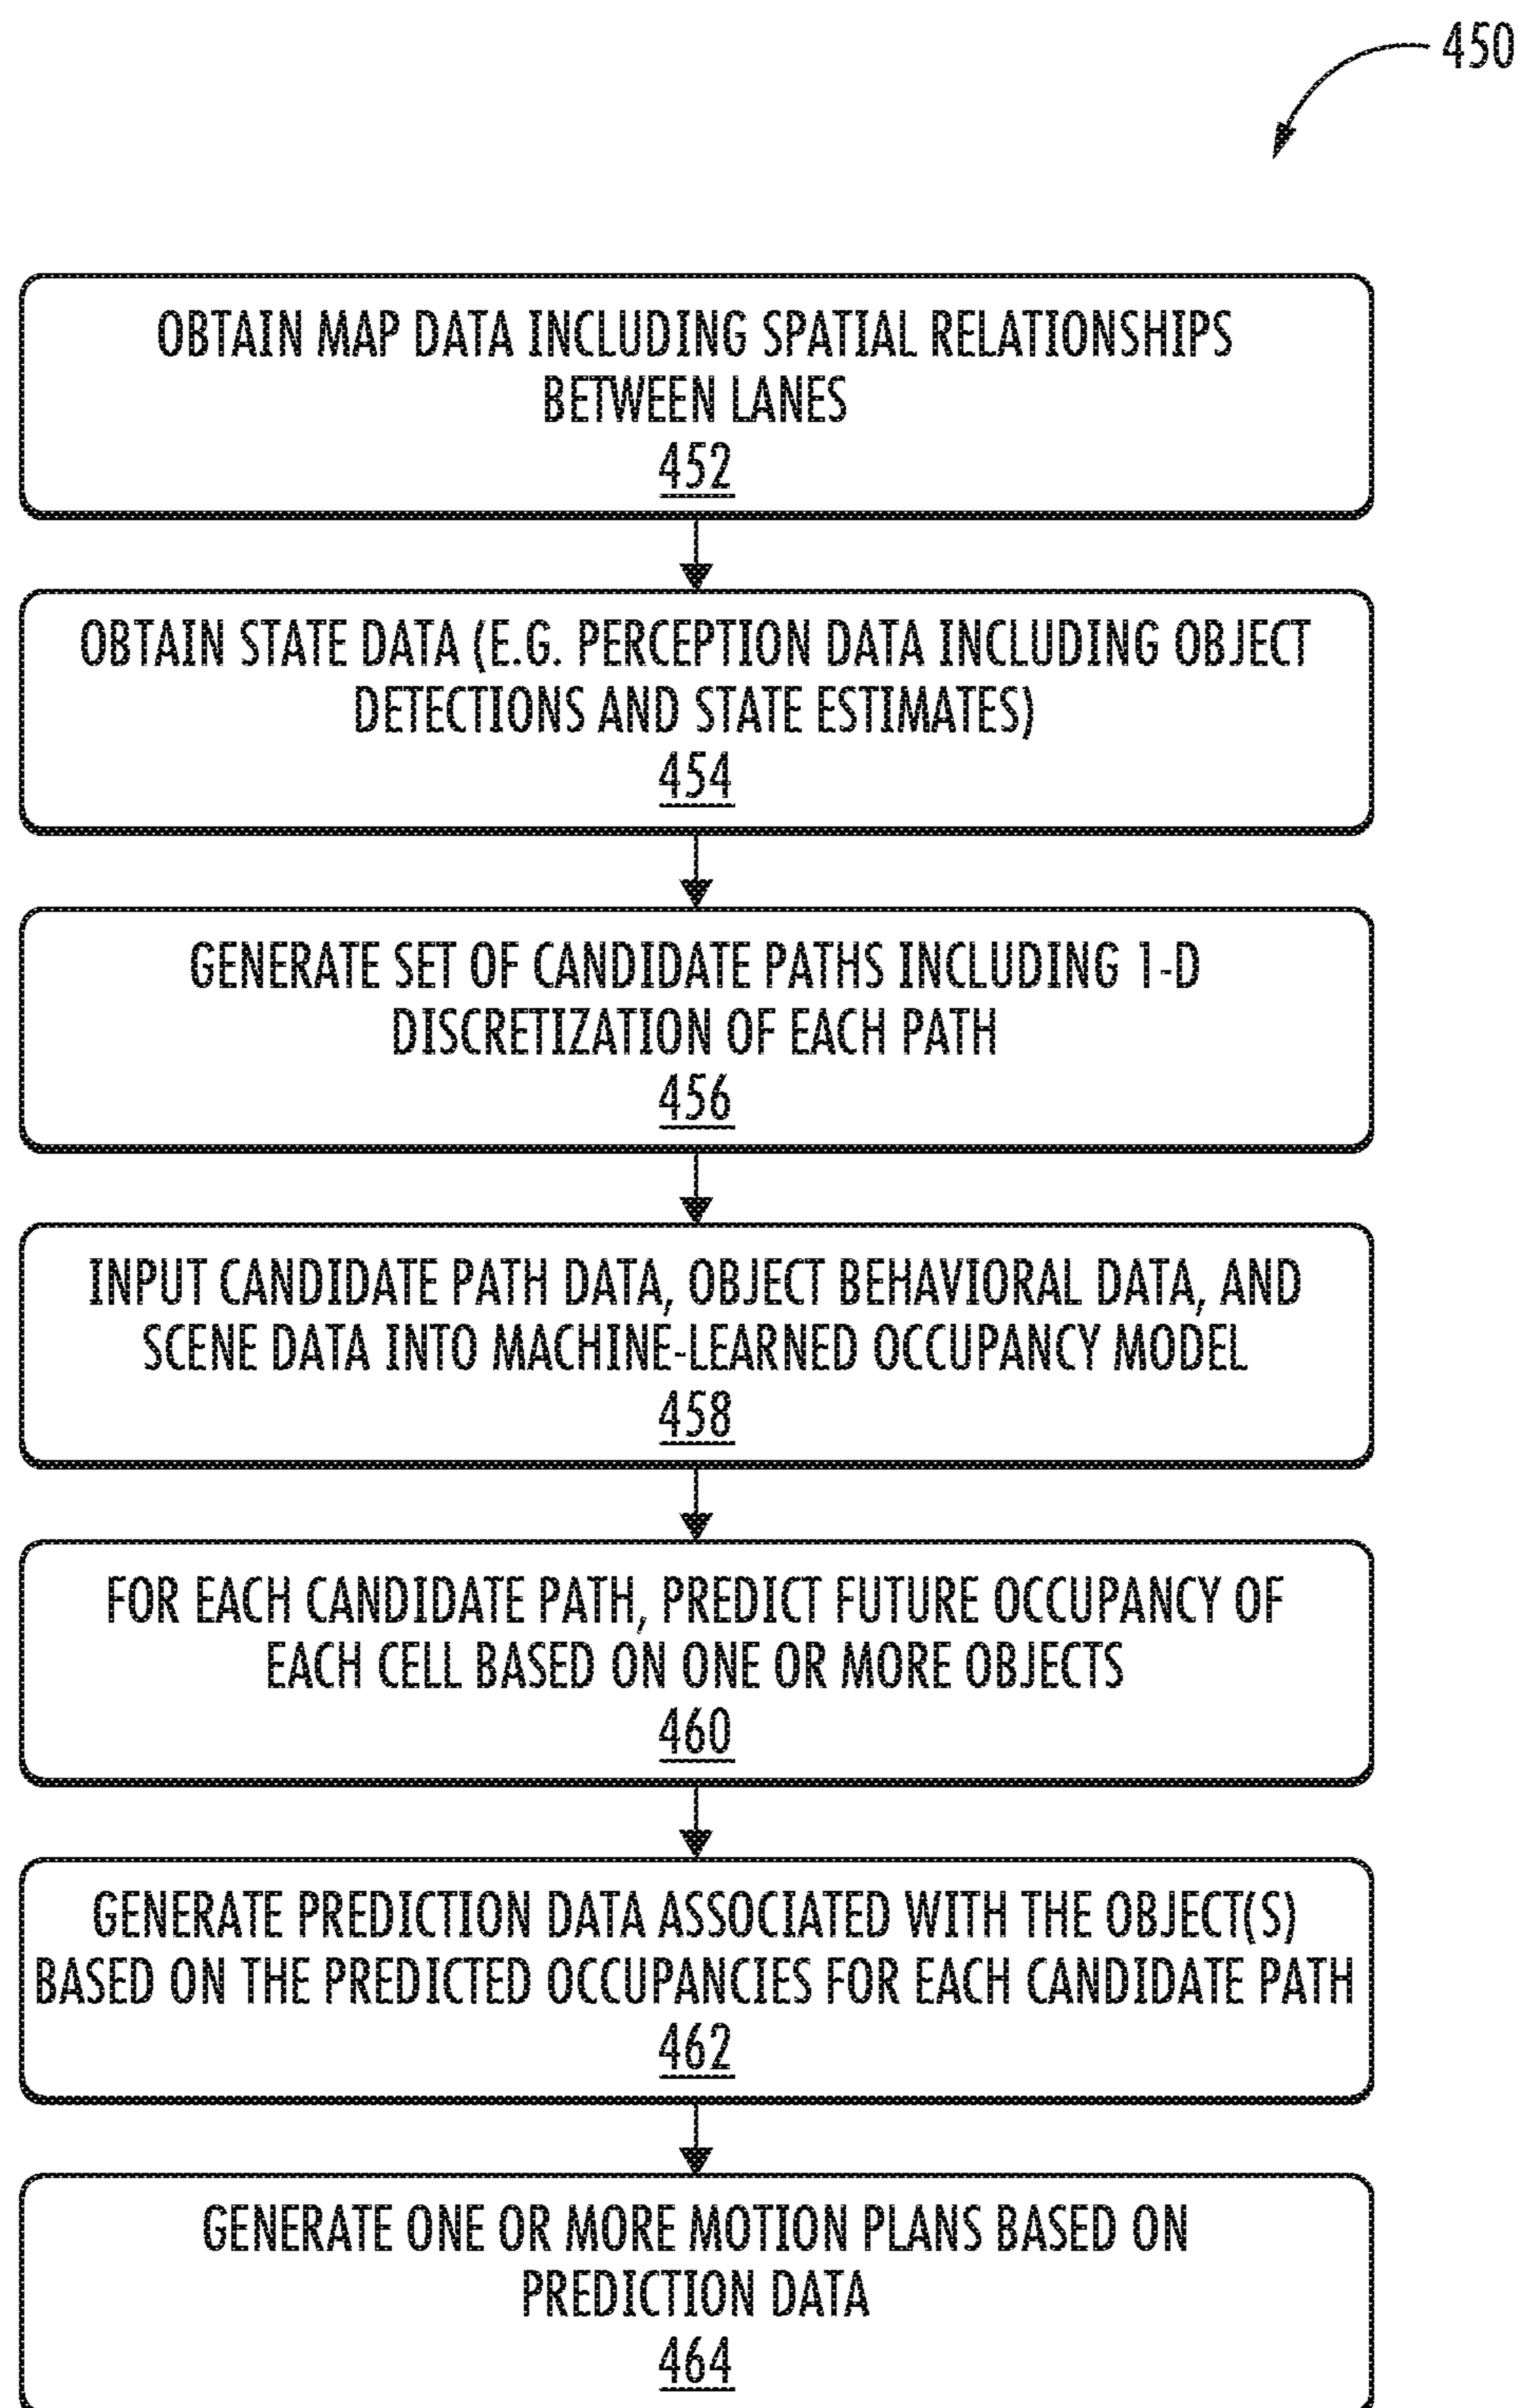 450
OBTAIN MAP DATA INCLUDING SPATIAL RELATIONSHIPS
BETWEEN LANES
452
OBTAIN STATE DATA (E.G. PERCEPTION DATA INCLUDING OBJECT
DETECTIONS AND STATE ESTIMATES)
454
GENERATE SET OF CANDIDATE PATHS INCLUDING 1-D
DISCRETIZATION OF EACH PATH
456
INPUT CANDIDATE PATH DATA, OBJECT BEHAVIORAL DATA, AND
SCENE DATA INTO MACHINE-LEARNED OCCUPANCY MODEL
458
FOR EACH CANDIDATE PATH, PREDICT FUTURE OCCUPANCY OF
EACH CELL BASED ON ONE OR MORE OBJECTS
460
GENERATE PREDICTION DATA ASSOCIATED WITH THE OBJECT(S)
BASED ON THE PREDICTED OCCUPANCIES FOR EACH CANDIDATE PATH
462
GENERATE ONE OR MORE MOTION PLANS BASED ON
PREDICTION DATA
464